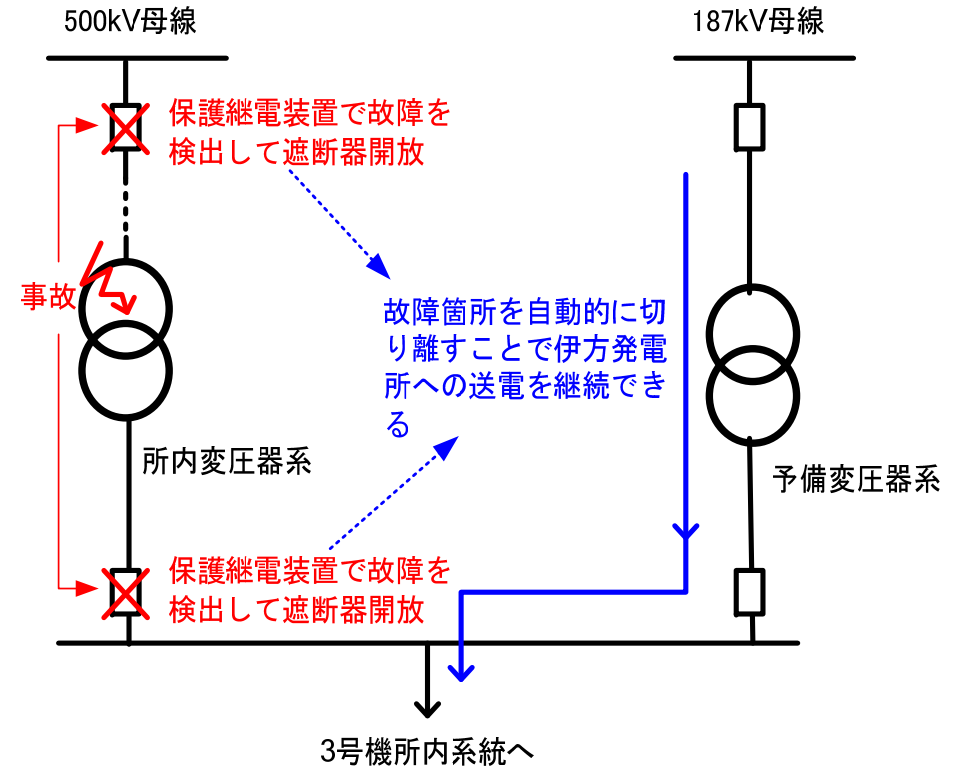 500kV母線
187kV母線
保護継電装置で故障を
検出して遮断器開放
事故
故障箇所を自動的に切
り離すことで伊方発電
所への送電を継続でき
る
所内変圧器系
予備変圧器系
保護継電装置で故障を
検出して遮断器開放
3号機所内系統へ